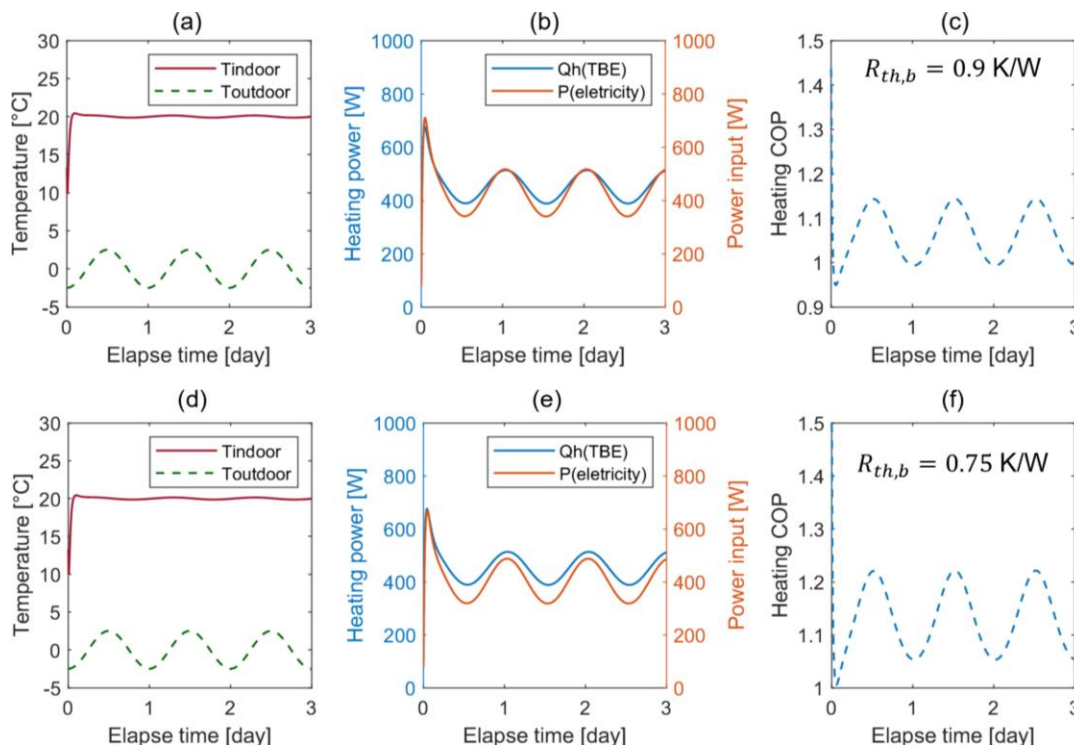 (a)
30
25
20
15
10
5
0
-5
0
1
2
3
Temperature [°C]
Elapse time [day]
Tindoor
Toutdoor
(b)
1000
800
600
400
200
0
1000
800
600
400
200
0
0
1
2
3
Heating power [W]
Power input [W]
Elapse time [day]
Qh(TBE)
P(eletricity)
(c)
1.5
1.4
1.3
1.2
1.1
1
0.9
0
1
2
3
Heating COP
Elapse time [day]
R_{th,b} = 0.9 K/W
(d)
30
25
20
15
10
5
0
-5
0
1
2
3
Temperature [°C]
Elapse time [day]
Tindoor
Toutdoor
(e)
1000
800
600
400
200
0
1000
800
600
400
200
0
0
1
2
3
Heating power [W]
Power input [W]
Elapse time [day]
Qh(TBE)
P(eletricity)
(f)
1.5
1.4
1.3
1.2
1.1
1
0
1
2
3
Heating COP
Elapse time [day]
R_{th,b} = 0.75 K/W